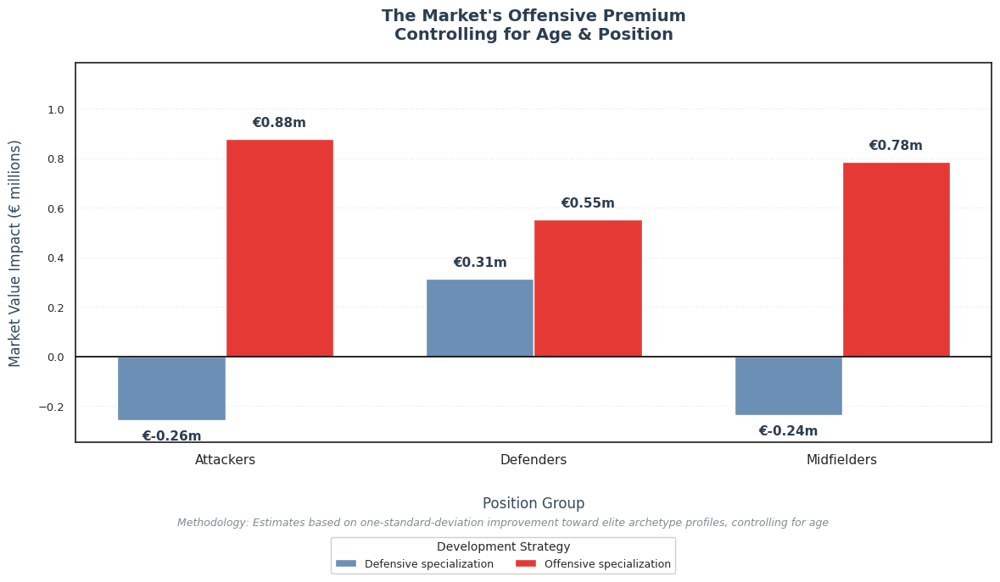 The Market's Offensive Premium
Controlling for Age & Position
Market Value Impact (€ millions)
1.0
0.8
0.6
0.4
0.2
0.0
−0.2
€0.88m
€0.55m
€0.31m
€0.78m
€-0.26m
€-0.24m
Attackers
Defenders
Midfielders
Position Group
Methodology: Estimates based on one-standard-deviation improvement toward elite archetype profiles, controlling for age
Development Strategy
Defensive specialization
Offensive specialization